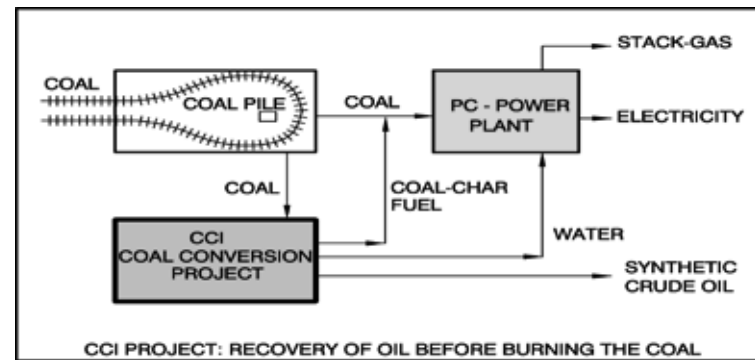 STACK-GAS
COAL
COAL PILE
COAL
PC - POWER
PLANT
ELECTRICITY
COAL
COAL-CHAR
FUEL
CCI
COAL CONVERSION
PROJECT
WATER
SYNTHETIC
CRUDE OIL
CCI PROJECT: RECOVERY OF OIL BEFORE BURNING THE COAL